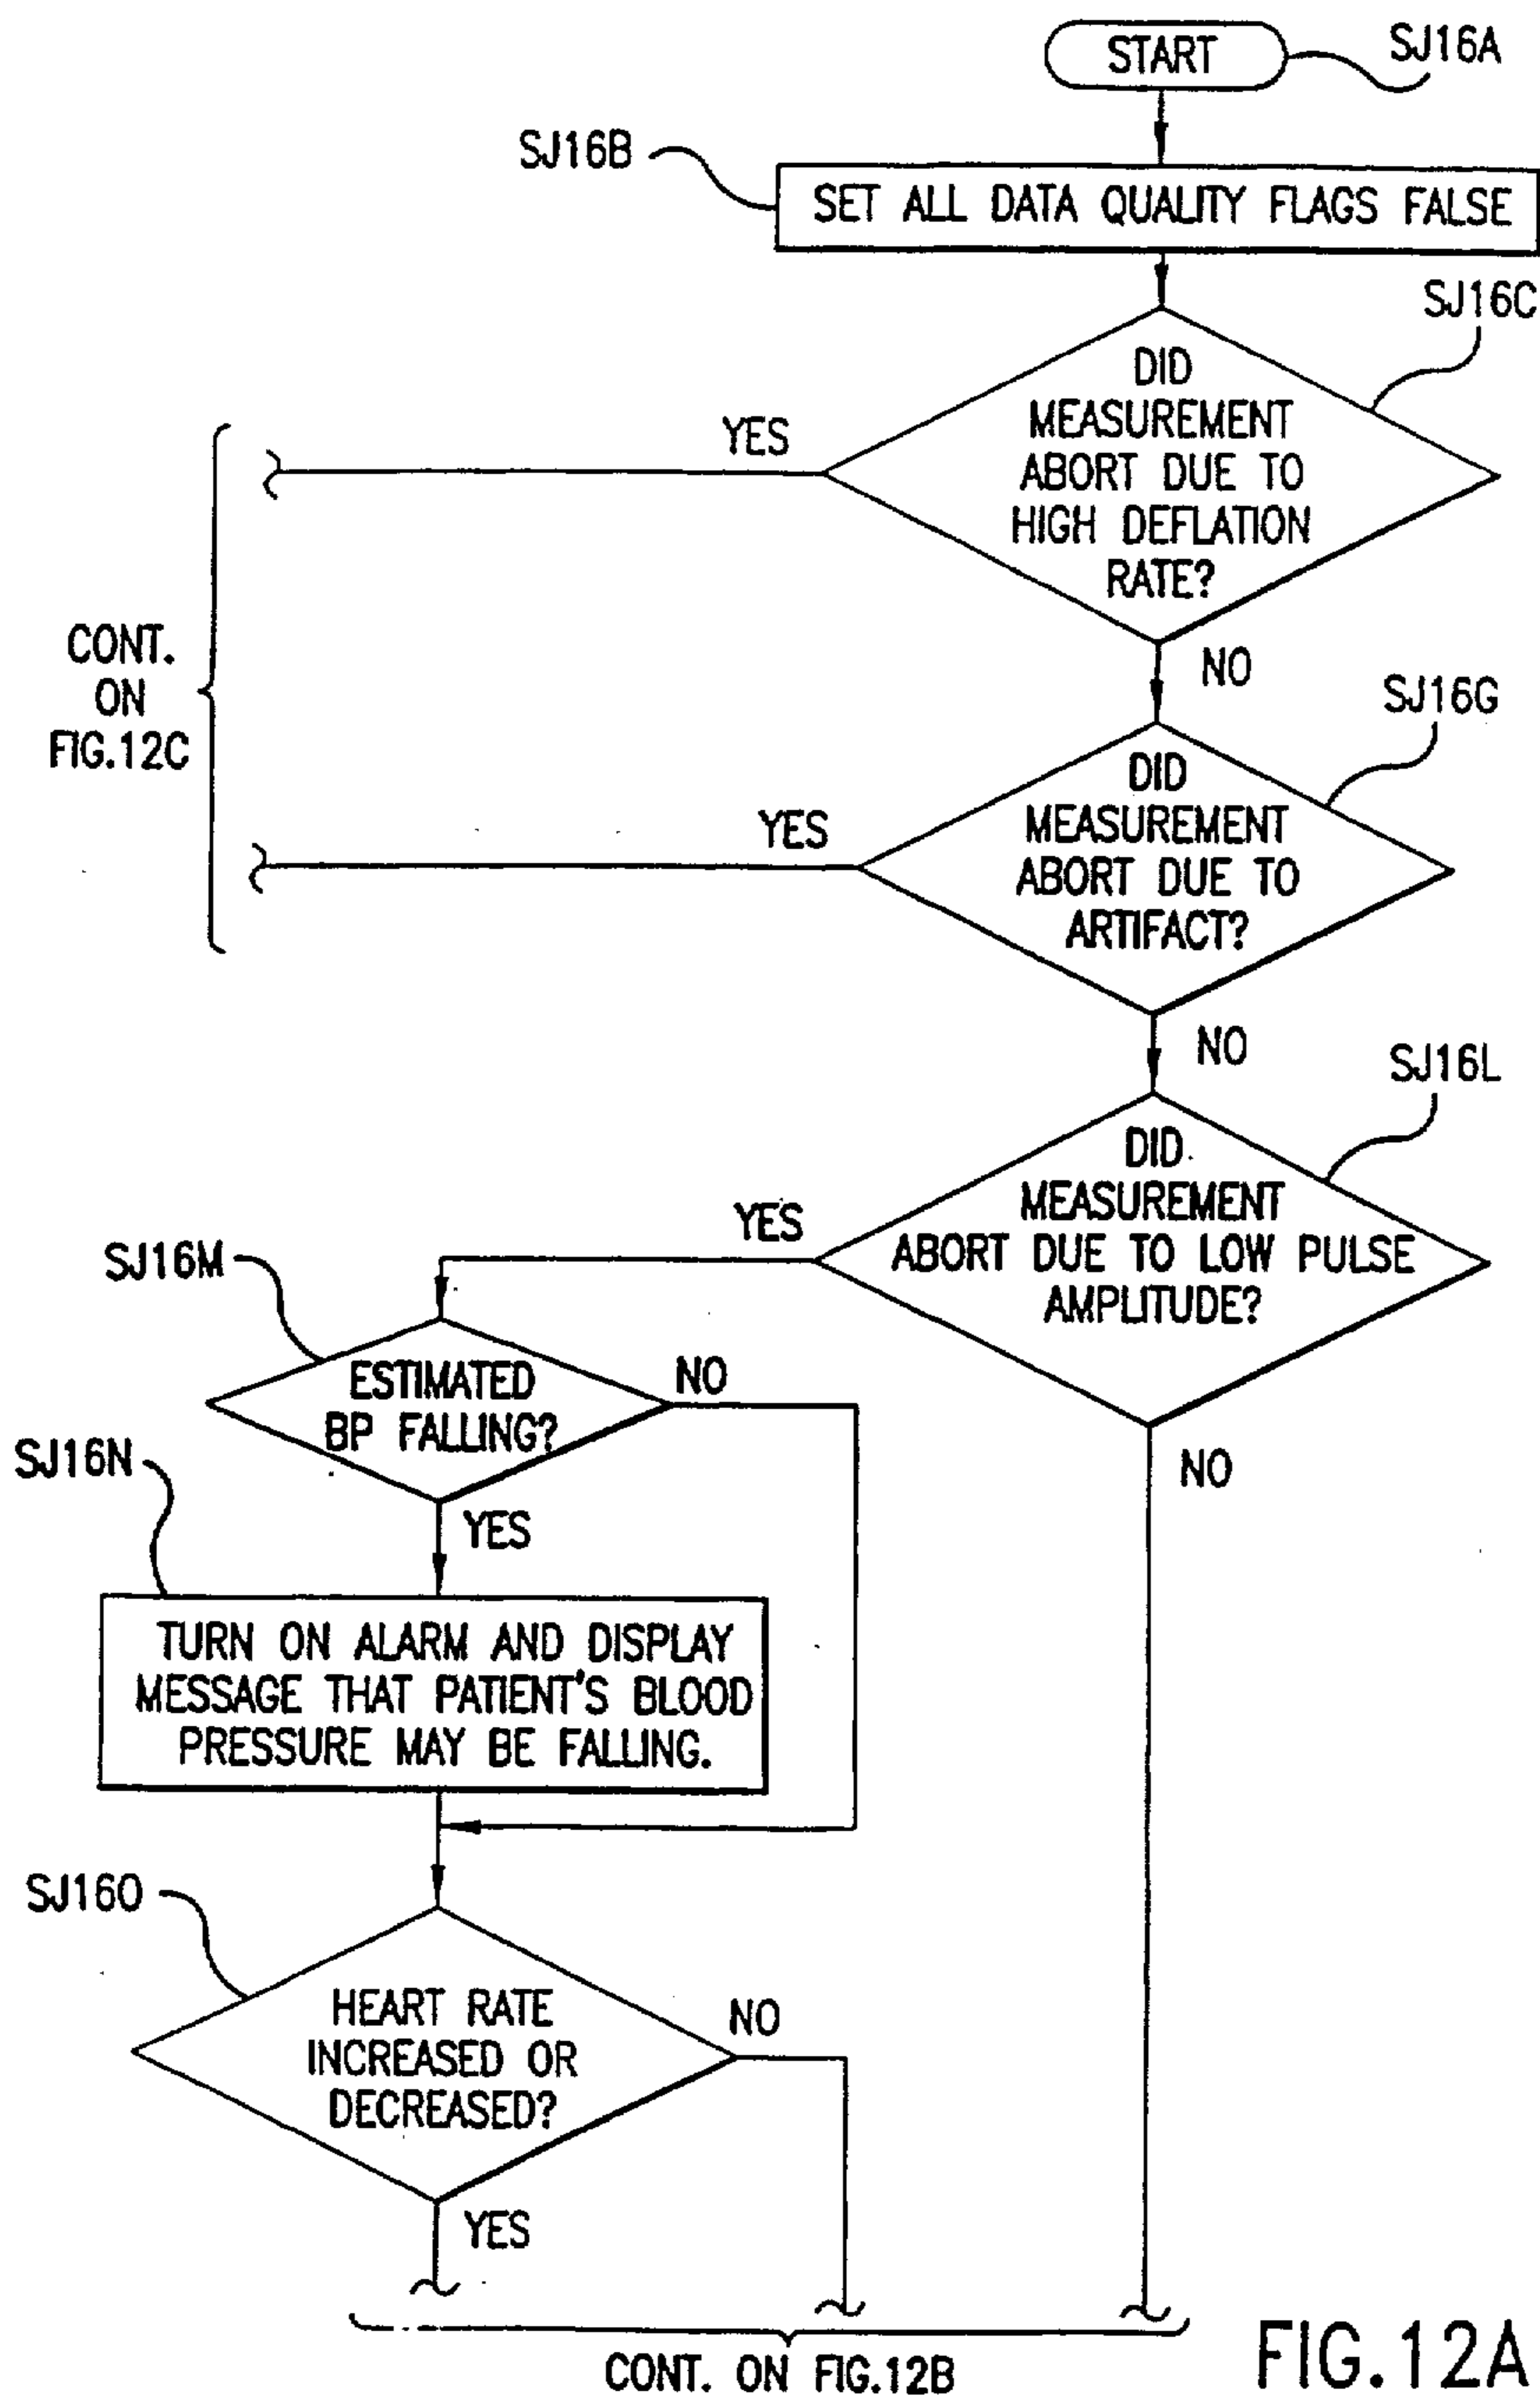 START
SJ16A
SJ16B
SET ALL DATA QUALITY FLAGS FALSE
SJ16C
DID
MEASUREMENT
ABORT DUE TO
HIGH DEFLATION
RATE?
YES
NO
CONT.
ON
FIG.12C
SJ16G
DID
MEASUREMENT
ABORT DUE TO
ARTIFACT?
YES
NO
SJ16L
DID
MEASUREMENT
ABORT DUE TO LOW PULSE
AMPLITUDE?
YES
NO
SJ16M
ESTIMATED
BP FALLING?
NO
YES
SJ16N
TURN ON ALARM AND DISPLAY
MESSAGE THAT PATIENT'S BLOOD
PRESSURE MAY BE FALLING.
SJ16O
HEART RATE
INCREASED OR
DECREASED?
NO
YES
CONT. ON FIG.12B
FIG.12A